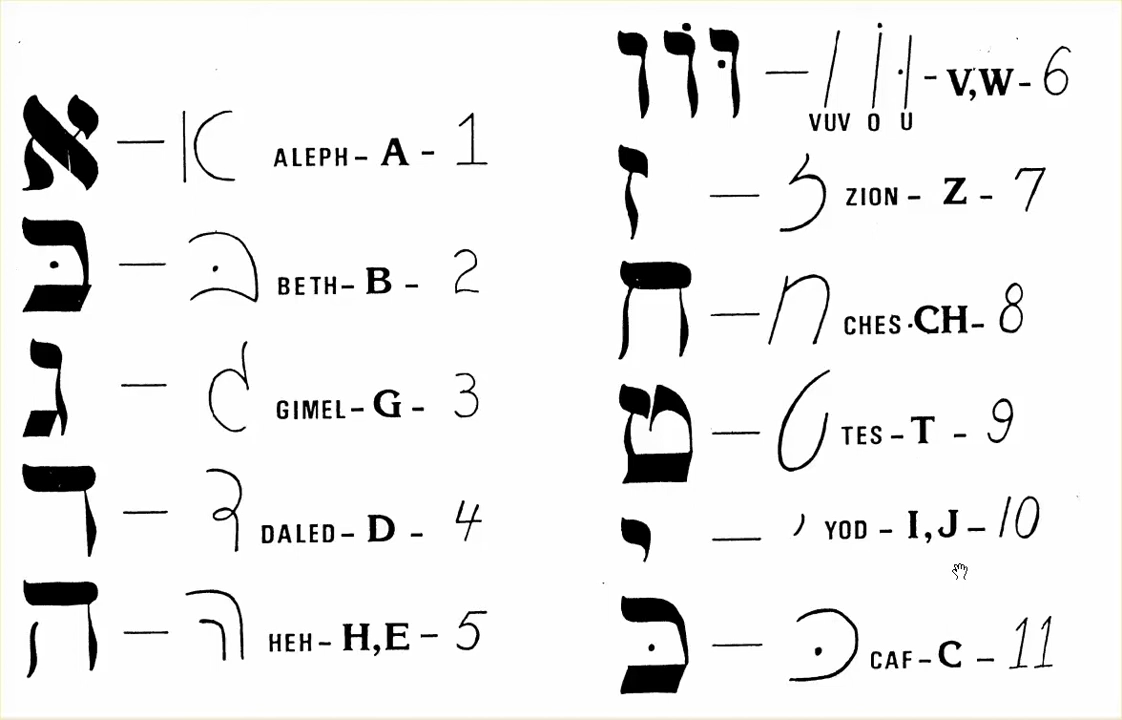 א — א ALEPH – A – 1
בּ — בּ BETH – B – 2
ג — ג GIMEL – G – 3
ד — ד DALED – D – 4
ה — ה HEH – H,E – 5
ו וֹ וּ — ו וֹ וּ – V,W – 6
VUV O U
ז — ז ZION – Z – 7
ח — ח CHES · CH – 8
ט — ט TES – T – 9
י — י YOD – I,J – 10
כּ — כּ CAF – C – 11